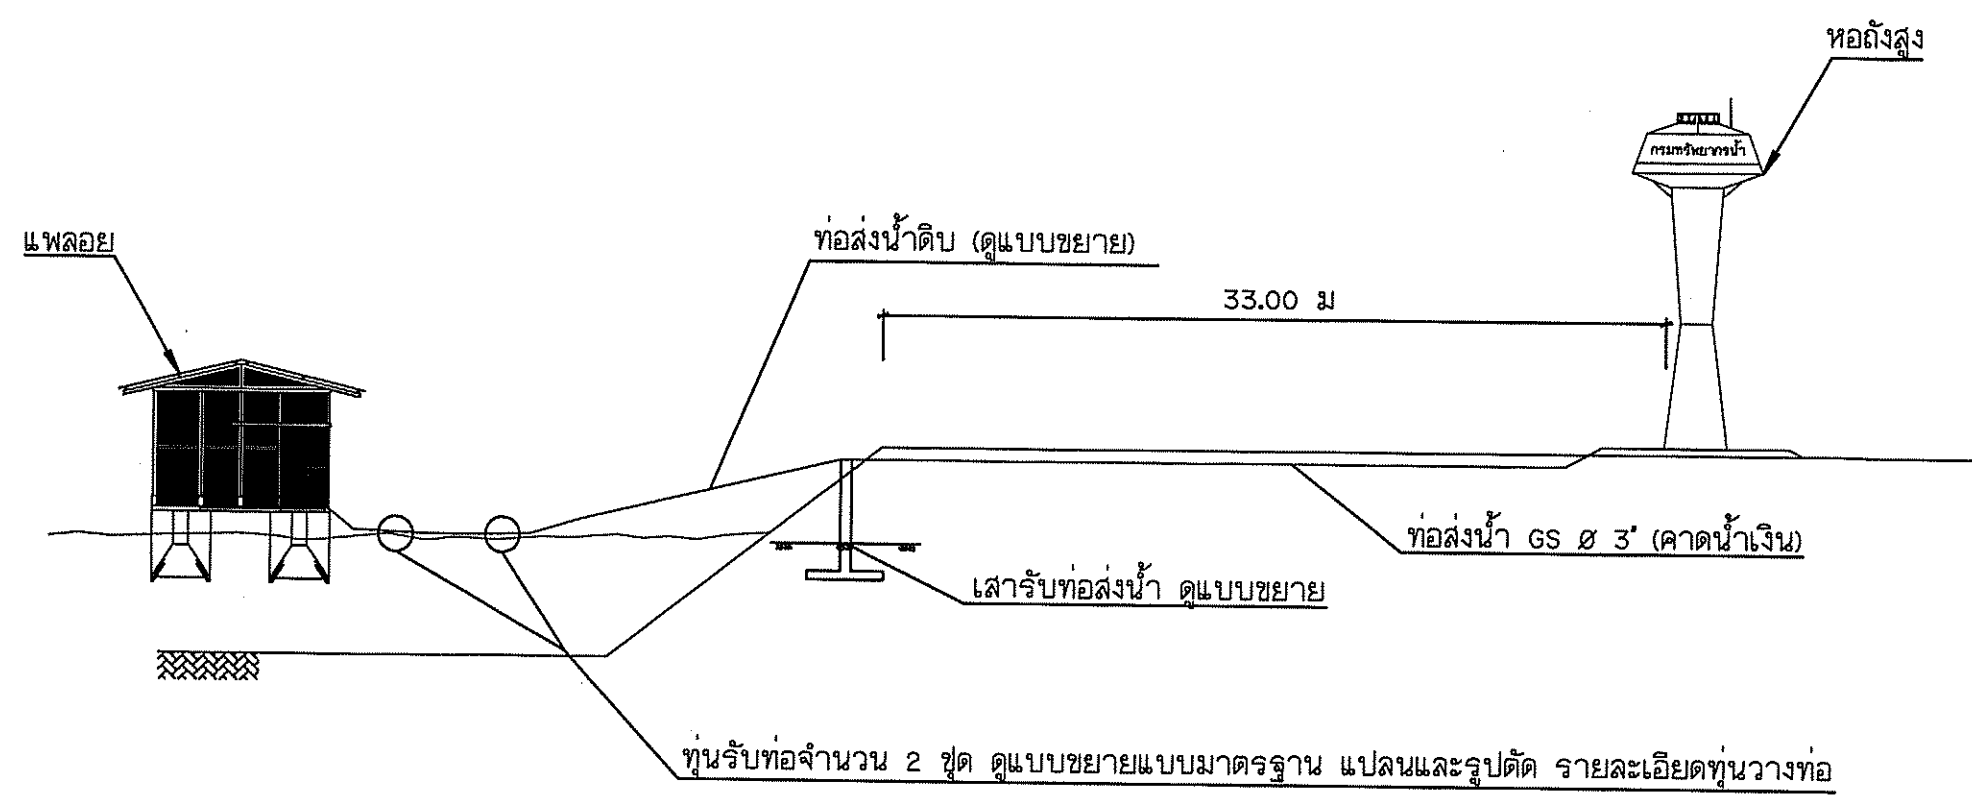 หอถังสูง
กรมทรัพยากรน้ำ
แพลอย
ท่อส่งน้ำดิบ (ดูแบบขยาย)
33.00 ม
ท่อส่งน้ำ GS Ø 3" (คาดน้ำเงิน)
เสารับท่อส่งน้ำ ดูแบบขยาย
ทุ่นรับท่อจำนวน 2 ชุด ดูแบบขยายแบบมาตรฐาน แปลนและรูปตัด รายละเอียดทุ่นวางท่อ